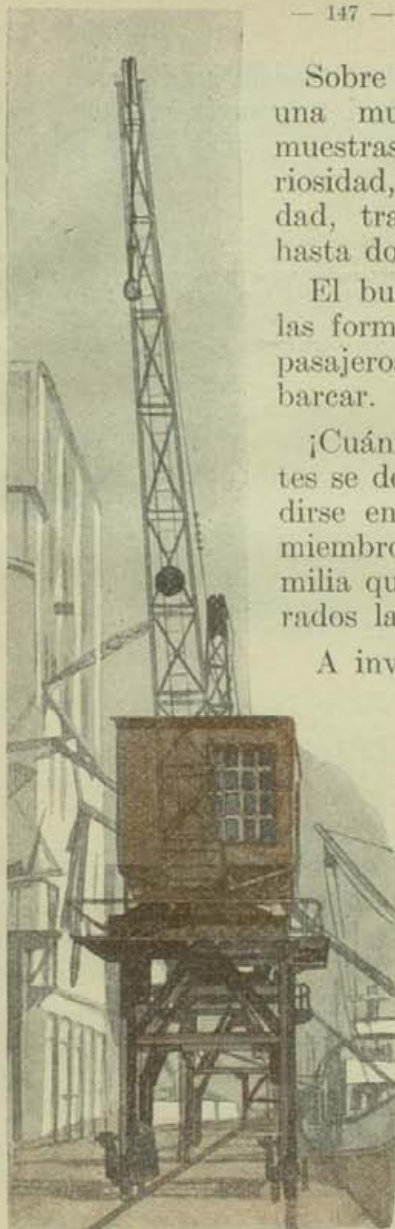 — 147 —
Sobre
una mu
muestras
riosidad,
dad, tra
hasta do
El bu
las form
pasajeros
barcar.
¡Cuán
tes se de
dirse en
miembro
milia qu
rados la
A inv